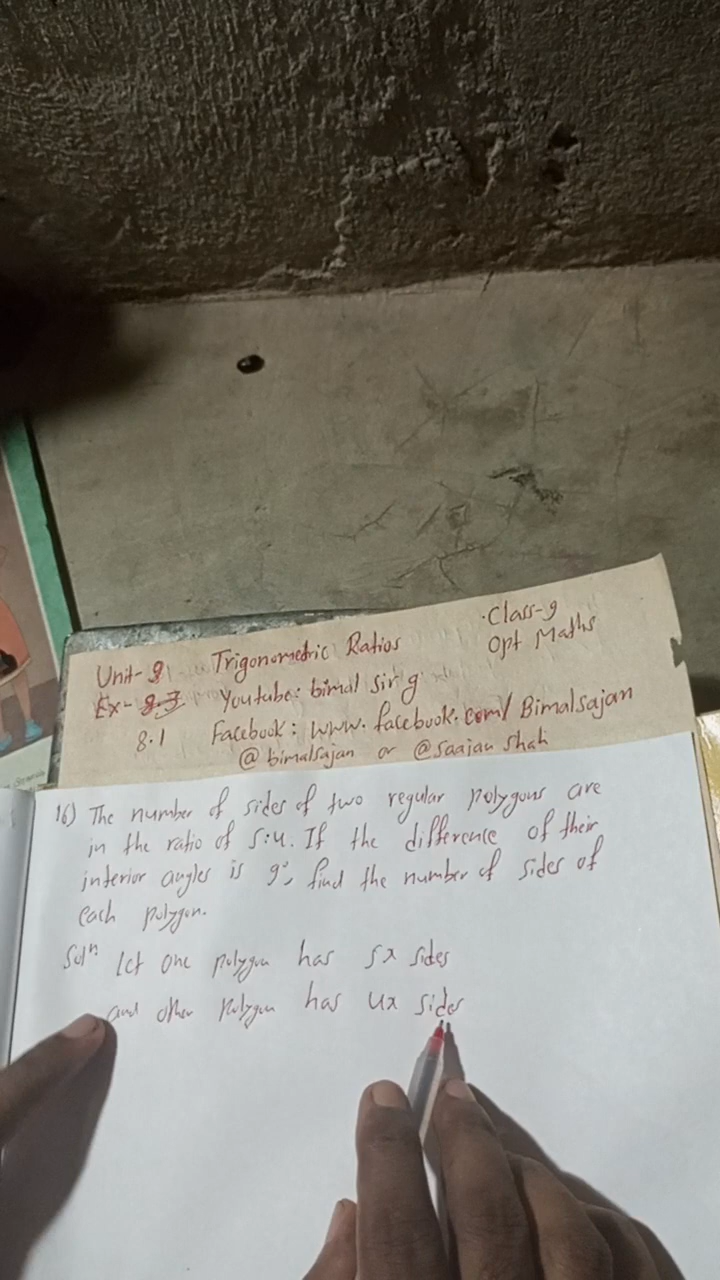 Unit-9 Trigonometric Ratios
·Class-9
Opt Maths
Ex- 8.7 Youtube: bimal sir g
8.1 Facebook: www.facebook.com/Bimalsajan
@bimalsajan or @saajan shah
16) The number of sides of two regular polygons are
in the ratio of 5:4. If the difference of their
interior angles is 9°, find the number of sides of
each polygon.
Solⁿ Let one polygon has 5x sides
and other polygon has 4x sides